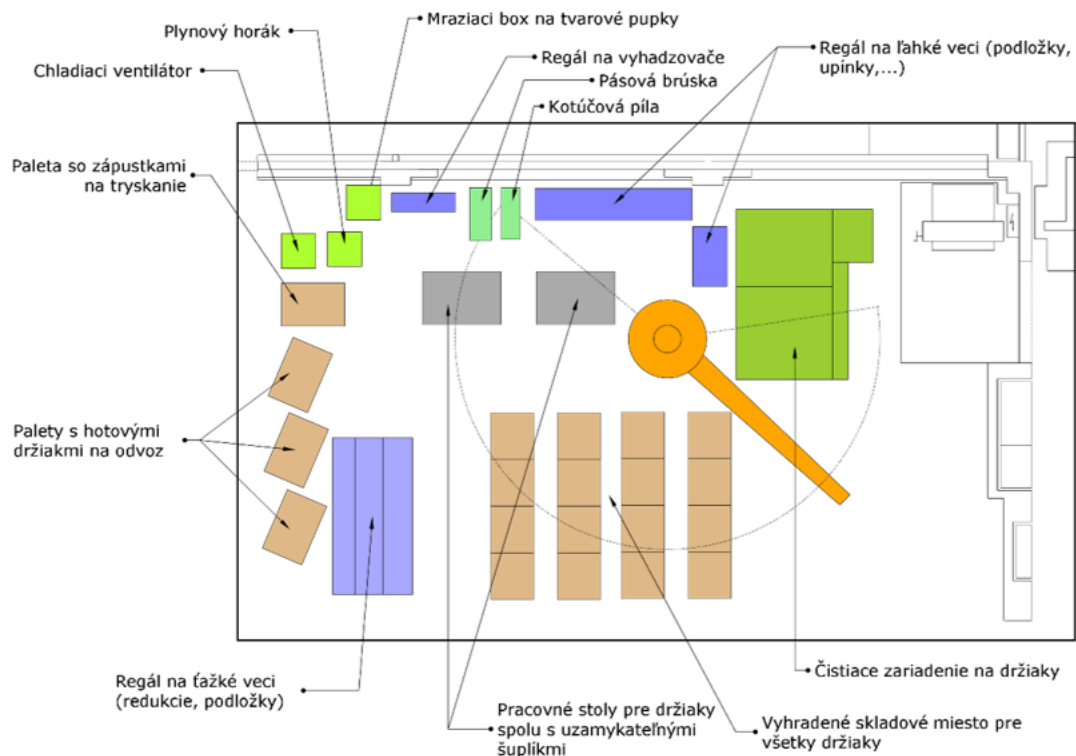 Mraziaci box na tvarové pupky
Plynový horák
Regál na vyhadzovače
Regál na ľahké veci (podložky,
upínky,...)
Chladiaci ventilátor
Pásová brúska
Kotúčová píla
Paleta so zápustkami
na tryskanie
Palety s hotovými
držiakmi na odvoz
Regál na ťažké veci
(redukcie, podložky)
Pracovné stoly pre držiaky
spolu s uzamykateľnými
šuplíkmi
Čistiace zariadenie na držiaky
Vyhradené skladové miesto pre
všetky držiaky